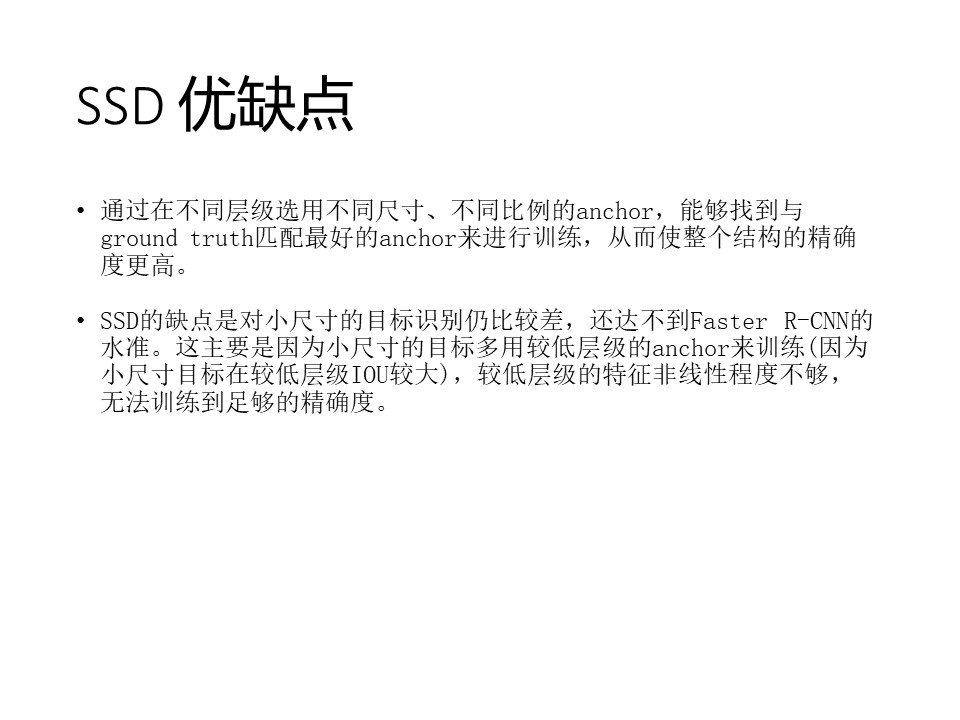 SSD 优缺点
• 通过在不同层级选用不同尺寸、不同比例的anchor，能够找到与
ground truth匹配最好的anchor来进行训练，从而使整个结构的精确
度更高。
• SSD的缺点是对小尺寸的目标识别仍比较差，还达不到Faster R-CNN的
水准。这主要是因为小尺寸的目标多用较低层级的anchor来训练(因为
小尺寸目标在较低层级IOU较大)，较低层级的特征非线性程度不够，
无法训练到足够的精确度。